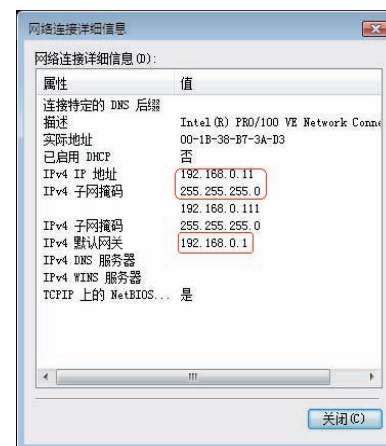 网络连接详细信息
网络连接详细信息(D):
属性 值
连接特定的 DNS 后缀
描述 Intel(R) PRO/100 VE Network Conne
实际地址 00-1B-38-B7-3A-D3
已启用 DHCP 否
IPv4 IP 地址 192.168.0.11
IPv4 子网掩码 255.255.255.0
192.168.0.111
IPv4 子网掩码 255.255.255.0
IPv4 默认网关 192.168.0.1
IPv4 DNS 服务器
IPv4 WINS 服务器
TCPIP 上的 NetBIOS... 是
关闭(C)